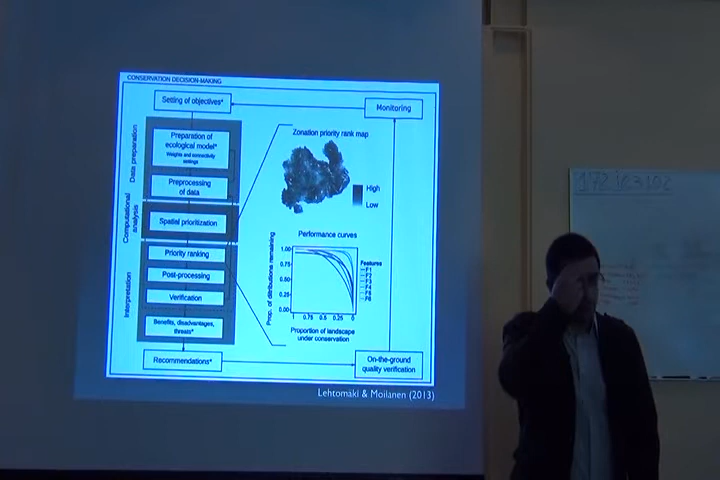 CONSERVATION DECISION-MAKING
Setting of objectives*
Monitoring
Data preparation
Preparation of
ecological model*
Weights and connectivity
settings
Preprocessing
of data
Computational
analysis
Spatial prioritization
Interpretation
Priority ranking
Post-processing
Verification
Benefits, disadvantages,
threats*
Recommendations*
Zonation priority rank map
High
Low
Performance curves
Prop. of ditributions remaining
1.00
0.75
0.50
0.25
0.00
1 0.75 0.5 0.25 0
Proportion of landscape
under conservation
Features
F1
F2
F3
F4
F5
F6
On-the-ground
quality verification
Lehtomäki & Moilanen (2013)